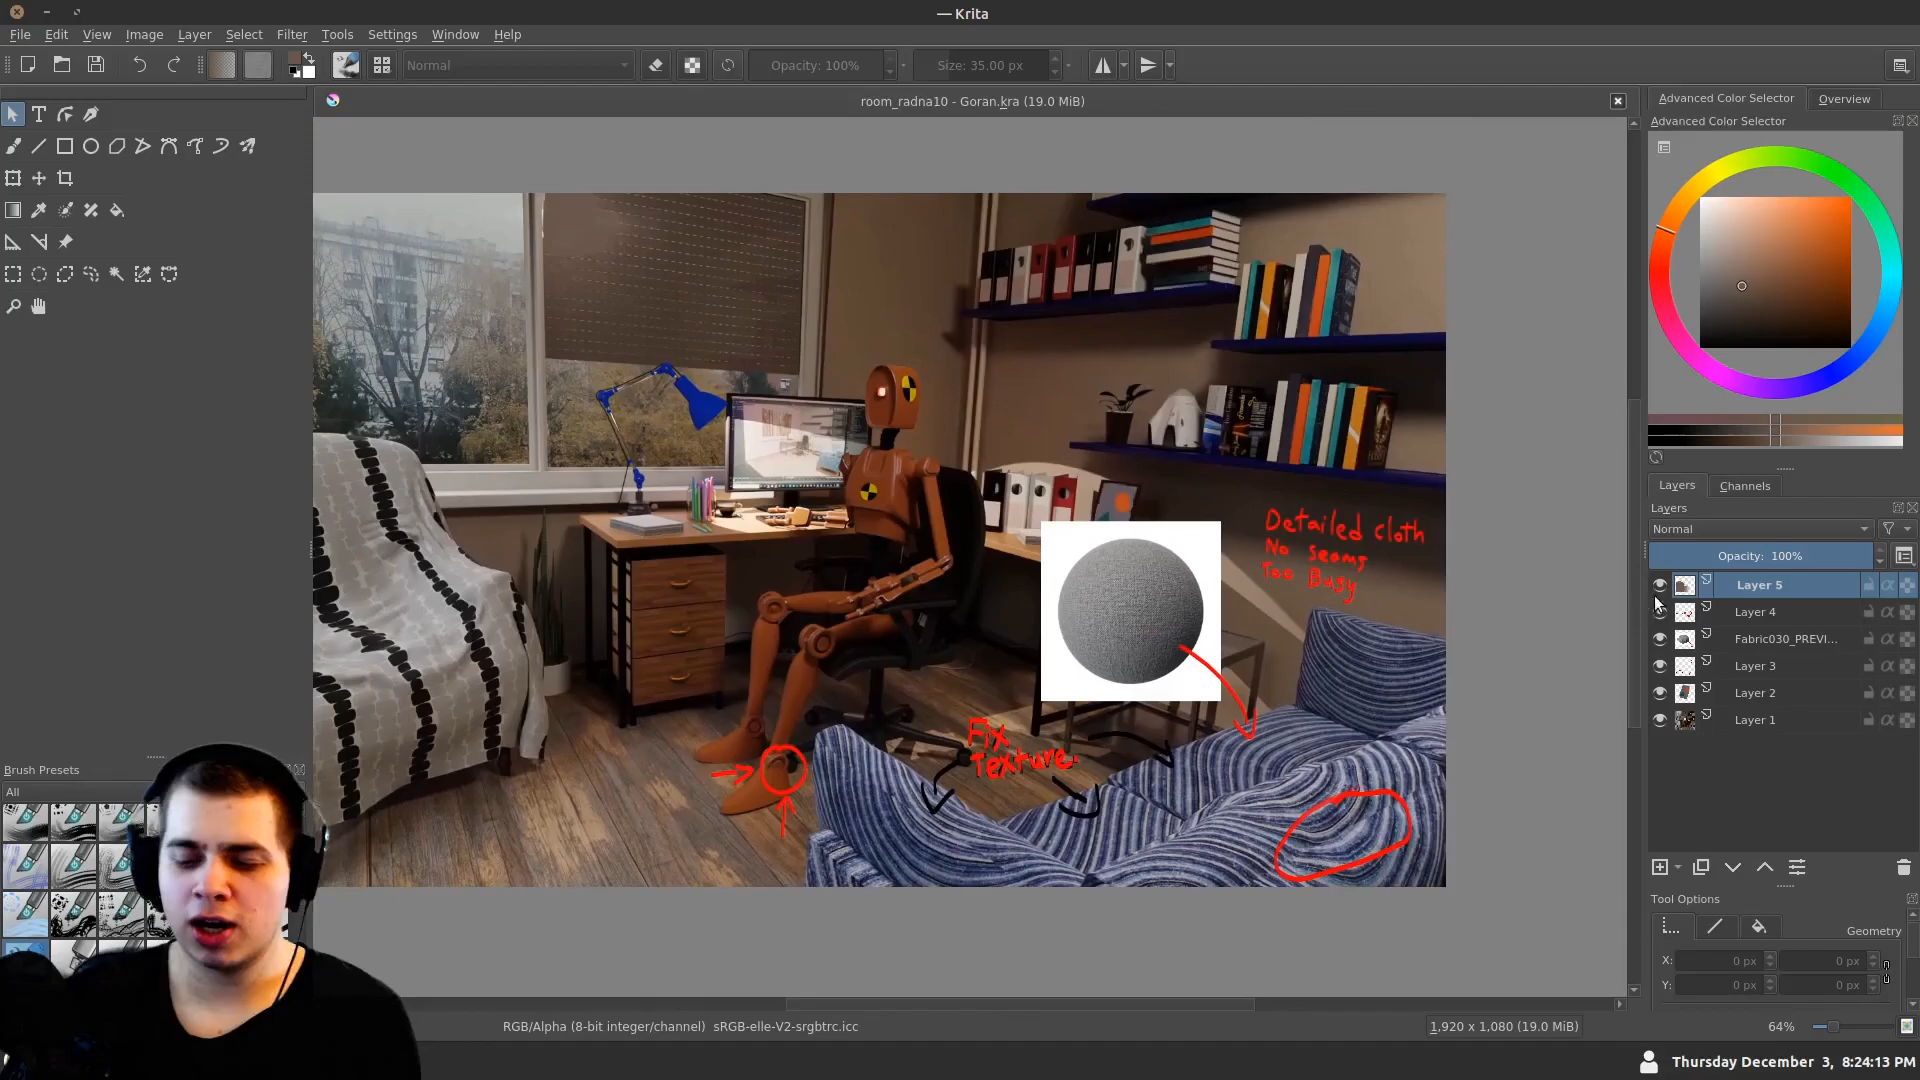 — Krita
File Edit View Image Layer Select Filter Tools Settings Window Help
Normal
Opacity: 100%
Size: 35.00 px
room_radna10 - Goran.kra (19.0 MiB)
Advanced Color Selector
Overview
Advanced Color Selector
Detailed cloth
No seams
Too Busy
Fix
Texture
Layers
Channels
Layers
Normal
Opacity: 100%
Layer 5
Layer 4
Fabric030_PREVI...
Layer 3
Layer 2
Layer 1
Brush Presets
All
Tool Options
Geometry
X: 0 px 0 px
Y: 0 px 0 px
RGB/Alpha (8-bit integer/channel) sRGB-elle-V2-srgbtrc.icc
1,920 x 1,080 (19.0 MiB)
64%
Thursday December 3, 8:24:13 PM